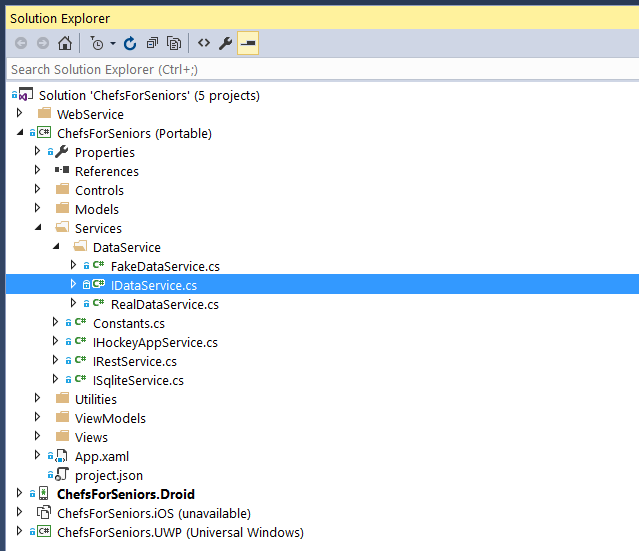 Solution Explorer
Search Solution Explorer (Ctrl+;)
Solution 'ChefsForSeniors' (5 projects)
WebService
C# ChefsForSeniors (Portable)
Properties
References
Controls
Models
Services
DataService
C# FakeDataService.cs
C# IDataService.cs
C# RealDataService.cs
C# Constants.cs
C# IHockeyAppService.cs
C# IRestService.cs
C# ISqliteService.cs
Utilities
ViewModels
Views
App.xaml
project.json
ChefsForSeniors.Droid
ChefsForSeniors.iOS (unavailable)
C# ChefsForSeniors.UWP (Universal Windows)